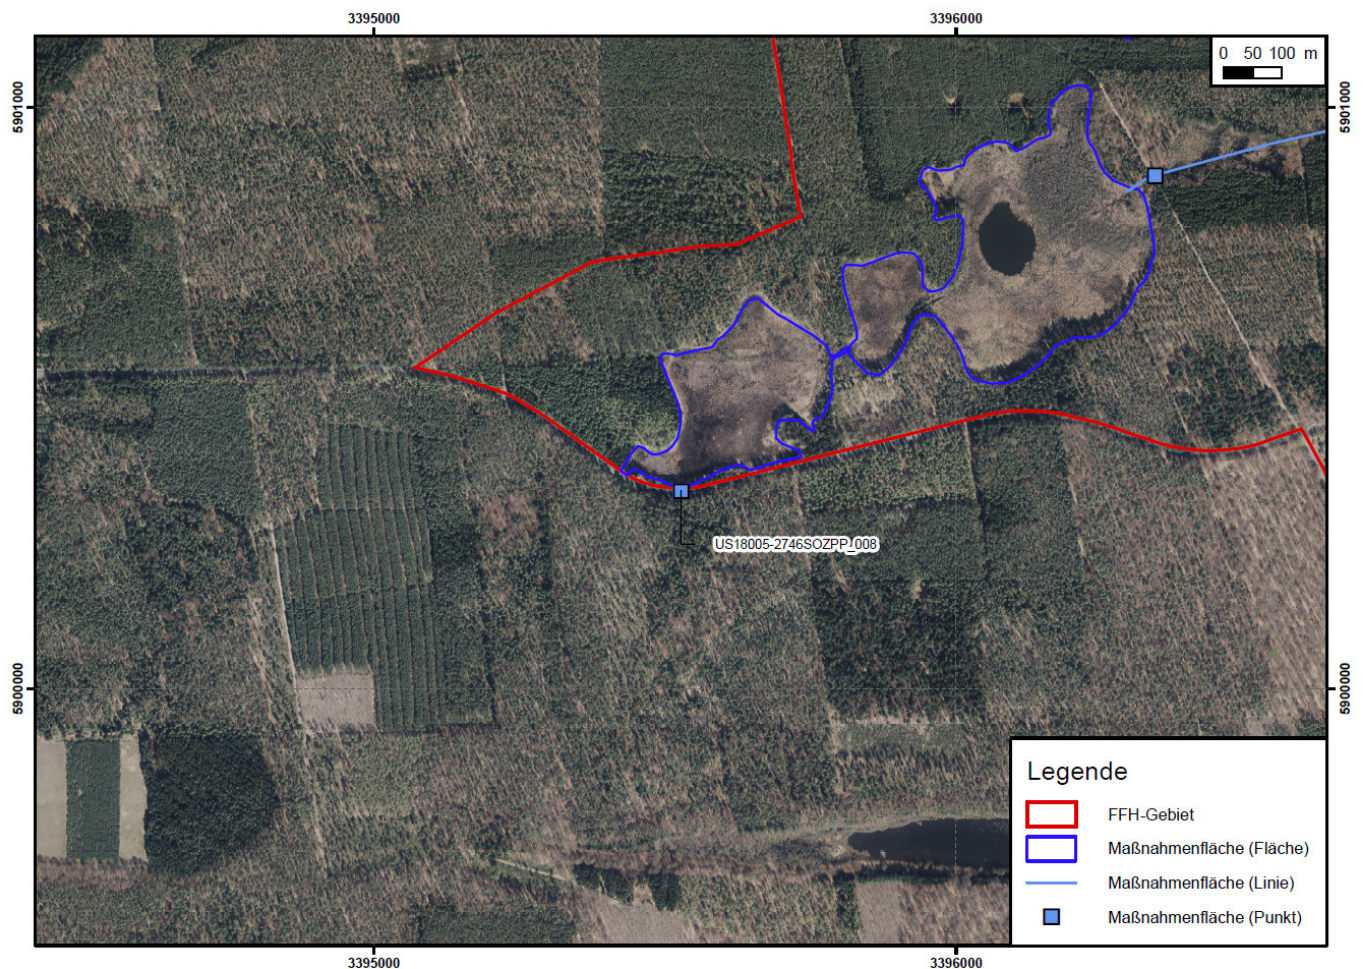 3395000 3396000
0 50 100 m
5901000 5901000
US18005-2746SOZPP_008
5900000 5900000
Legende
FFH-Gebiet
Maßnahmenfläche (Fläche)
Maßnahmenfläche (Linie)
Maßnahmenfläche (Punkt)
3395000 3396000